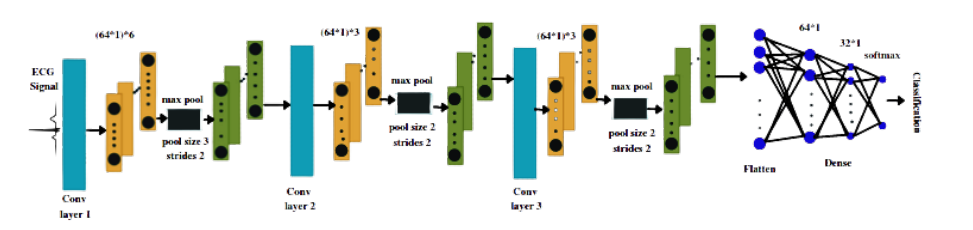 (64*1)*6
ECG
Signal
Conv
layer 1
max pool
pool size 3
strides 2
Conv
layer 2
(64*1)*3
max pool
pool size 2
strides 2
Conv
layer 3
(64*1)*3
max pool
pool size 2
strides 2
Flatten
64*1
32*1
softmax
Dense
Classification